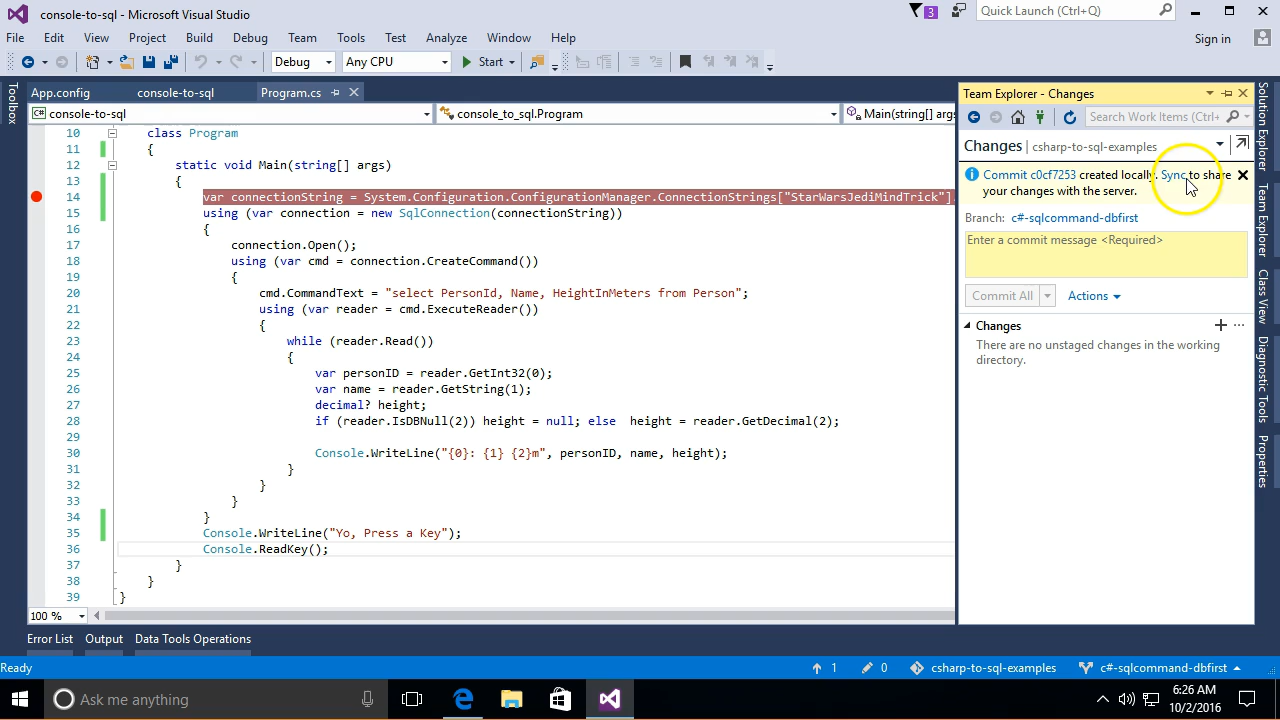 console-to-sql - Microsoft Visual Studio
3
Quick Launch (Ctrl+Q)
File Edit View Project Build Debug Team Tools Test Analyze Window Help
Sign in
Debug Any CPU Start
Toolbox
App.config console-to-sql Program.cs
console-to-sql console_to_sql.Program Main(string[] args
10 class Program
11 {
12 static void Main(string[] args)
13 {
14 var connectionString = System.Configuration.ConfigurationManager.ConnectionStrings["StarWarsJediMindTrick"].
15 using (var connection = new SqlConnection(connectionString))
16 {
17 connection.Open();
18 using (var cmd = connection.CreateCommand())
19 {
20 cmd.CommandText = "select PersonId, Name, HeightInMeters from Person";
21 using (var reader = cmd.ExecuteReader())
22 {
23 while (reader.Read())
24 {
25 var personID = reader.GetInt32(0);
26 var name = reader.GetString(1);
27 decimal? height;
28 if (reader.IsDBNull(2)) height = null; else height = reader.GetDecimal(2);
29
30 Console.WriteLine("{0}: {1} {2}m", personID, name, height);
31 }
32 }
33 }
34 }
35 Console.WriteLine("Yo, Press a Key");
36 Console.ReadKey();
37 }
38 }
39 }
100 %
Team Explorer - Changes
Search Work Items (Ctrl+
Changes | csharp-to-sql-examples
Commit c0cf7253 created locally. Sync to share
your changes with the server.
Branch: c#-sqlcommand-dbfirst
Enter a commit message <Required>
Commit All Actions
Changes
There are no unstaged changes in the working
directory.
Solution Explorer
Team Explorer
Class View
Diagnostic Tools
Properties
Error List Output Data Tools Operations
Ready 1 0 csharp-to-sql-examples c#-sqlcommand-dbfirst
Ask me anything
6:26 AM
10/2/2016